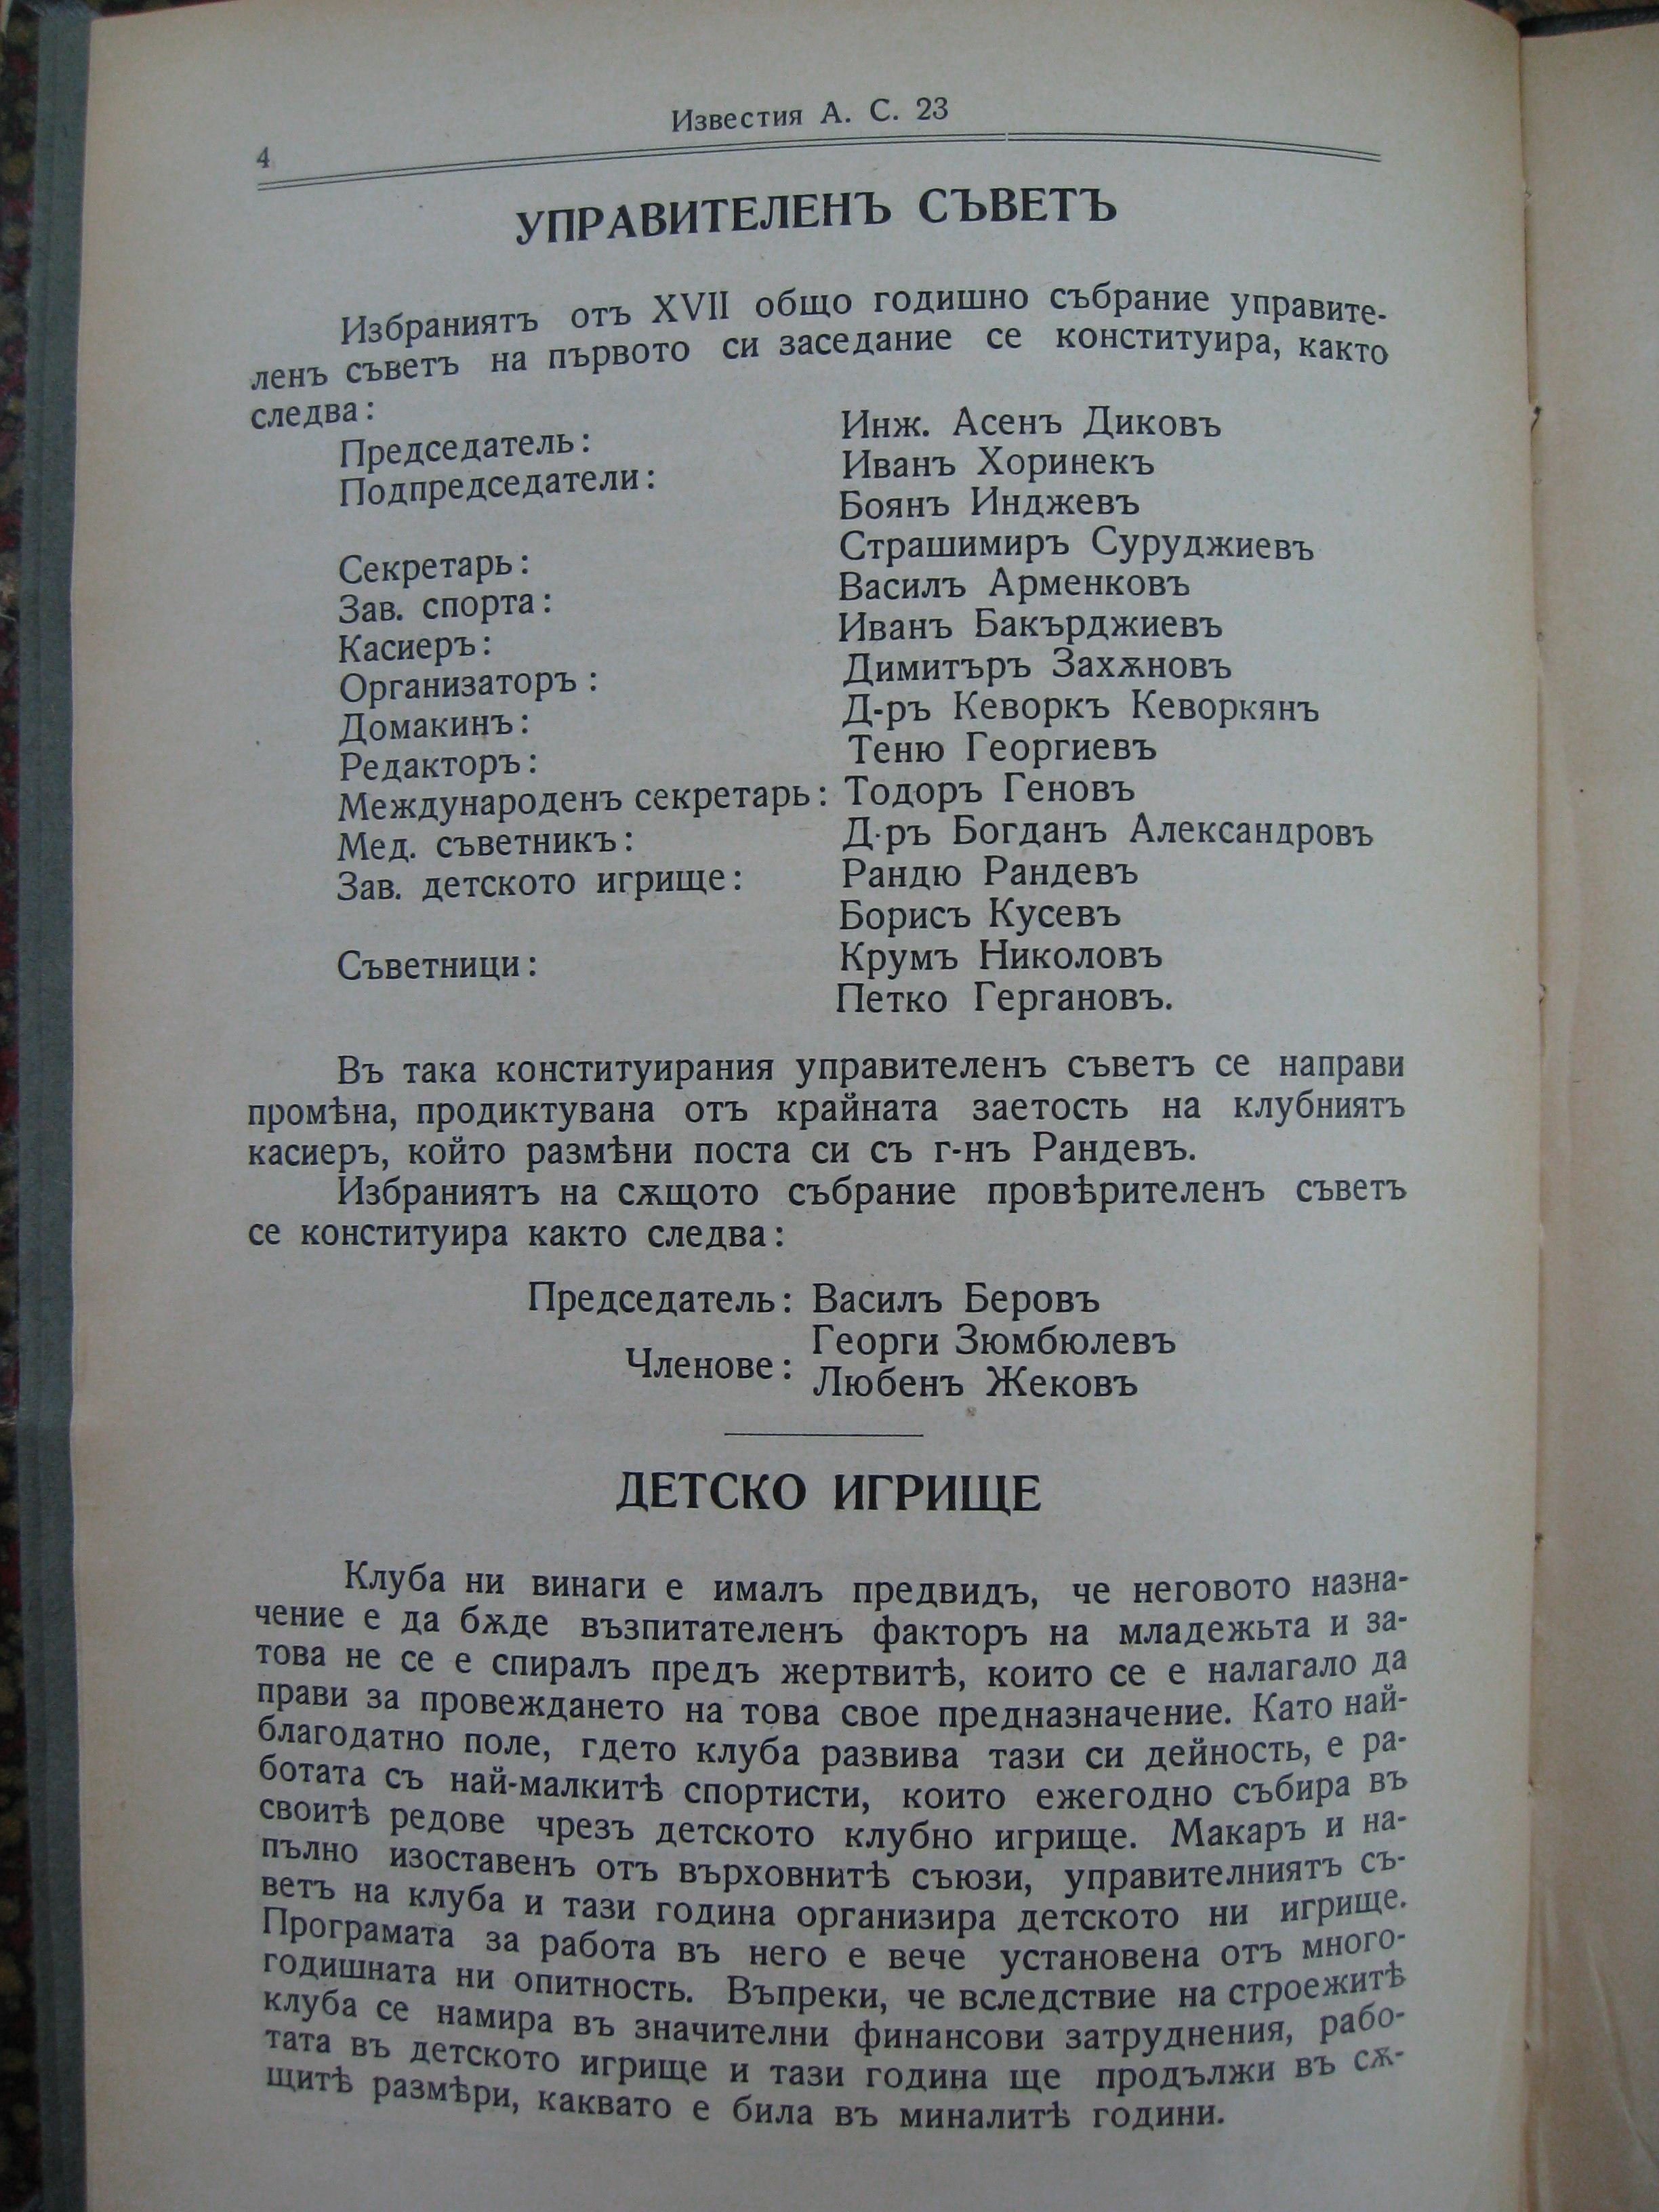 Известия А. С. 23
4
УПРАВИТЕЛЕНЪ СЪВЕТЪ
Избраниятъ отъ XVII общо годишно събрание управите-
ленъ съветъ на първото си заседание се конституира, както
следва:
Председатель: Инж. Асенъ Диковъ
Подпредседатели: Иванъ Хоринекъ
Боянъ Инджевъ
Секретарь: Страшимиръ Суруджиевъ
Зав. спорта: Василъ Арменковъ
Касиеръ: Иванъ Бакърджиевъ
Организаторъ: Димитъръ Захѫновъ
Домакинъ: Д-ръ Кеворкъ Кеворкянъ
Редакторъ: Теню Георгиевъ
Международенъ секретарь: Тодоръ Геновъ
Мед. съветникъ: Д-ръ Богданъ Александровъ
Зав. детското игрище: Рандю Рандевъ
Борисъ Кусевъ
Съветници: Крумъ Николовъ
Петко Гергановъ.
Въ така конституирания управителенъ съветъ се направи
промѣна, продиктувана отъ крайната заетость на клубниятъ
касиеръ, който размѣни поста си съ г-нъ Рандевъ.
Избраниятъ на сѫщото събрание провѣрителенъ съветъ
се конституира както следва:
Председатель: Василъ Беровъ
Членове: Георги Зюмбюлевъ
Любенъ Жековъ
ДЕТСКО ИГРИЩЕ
Клуба ни винаги е ималъ предвидъ, че неговото назна-
чение е да бѫде възпитателенъ факторъ на младежьта и за-
това не се е спиралъ предъ жертвитѣ, които се е налагало да
прави за провеждането на това свое предназначение. Като най-
благодатно поле, гдето клуба развива тази си дейность, е ра-
ботата съ най-малкитѣ спортисти, които ежегодно събира въ
своитѣ редове чрезъ детското клубно игрище. Макаръ и на-
пълно изоставенъ отъ върховнитѣ съюзи, управителниятъ съ-
ветъ на клуба и тази година организира детското ни игрище.
Програмата за работа въ него е вече установена отъ много-
годишната ни опитность. Въпреки, че вследствие на строежитѣ
клуба се намира въ значителни финансови затруднения, рабо-
тата въ детското игрище и тази година ще продължи въ сѫ-
щитѣ размѣри, каквато е била въ миналитѣ години.